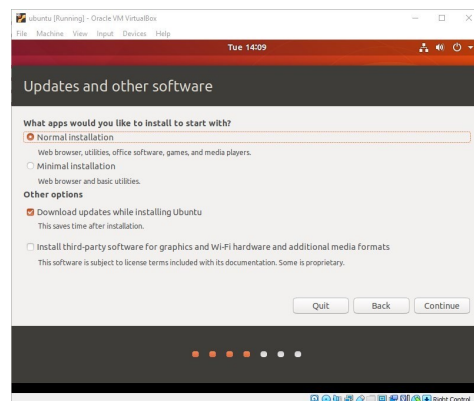 ubuntu [Running] - Oracle VM VirtualBox
File Machine View Input Devices Help
Tue 14:09
Updates and other software
What apps would you like to install to start with?
Normal installation
Web browser, utilities, office software, games, and media players.
Minimal installation
Web browser and basic utilities.
Other options
Download updates while installing Ubuntu
This saves time after installation.
Install third-party software for graphics and Wi-Fi hardware and additional media formats
This software is subject to license terms included with its documentation. Some is proprietary.
Quit Back Continue
Right Control